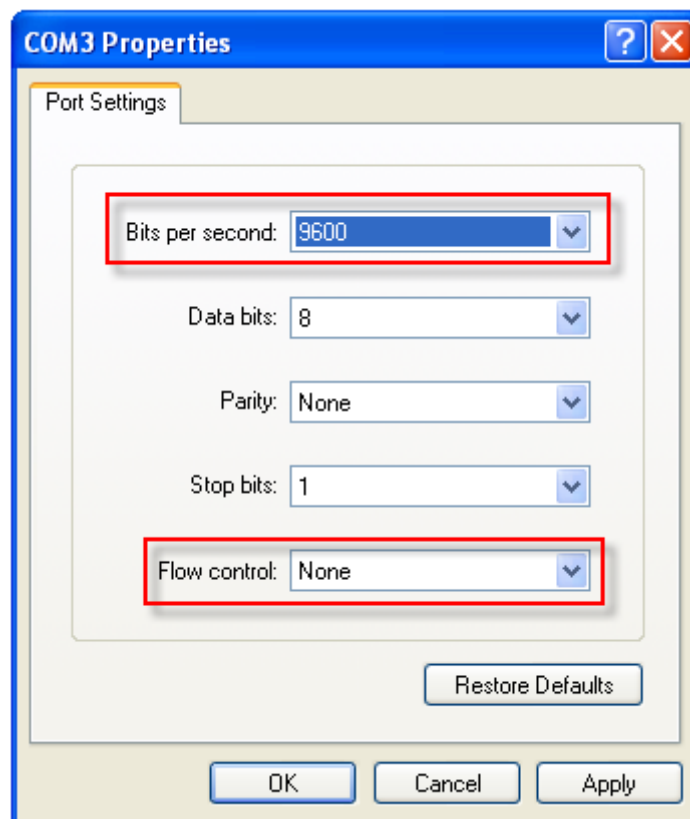 COM3 Properties
Port Settings
Bits per second: 9600
Data bits: 8
Parity: None
Stop bits: 1
Flow control: None
Restore Defaults
OK Cancel Apply